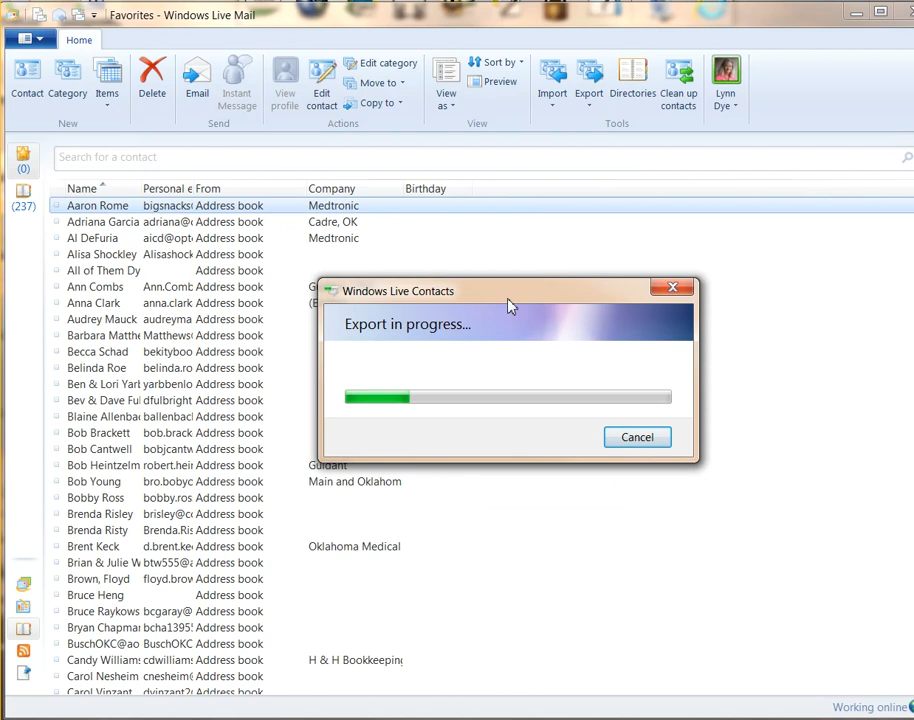 Favorites - Windows Live Mail
Home
Contact Category Items Delete Email Instant Message View profile Edit contact
Edit category
Move to
Copy to
View as
Sort by
Preview
Import Export Directories Clean up contacts Lynn Dye
New Send Actions View Tools
(0)
Search for a contact
(237)
Name Personal e From Company Birthday
Aaron Rome bigsnacks Address book Medtronic
Adriana Garcia adriana@ Address book Cadre, OK
Al DeFuria aicd@opt Address book Medtronic
Alisa Shockley Alisashock Address book
All of Them Dy Address book
Ann Combs Ann.Comb Address book
Anna Clark anna.clark Address book
Audrey Mauck audreyma Address book
Barbara Matthe Matthews Address book
Becca Schad bekityboo Address book
Belinda Roe belinda.ro Address book
Ben & Lori Yarl yarbbenlo Address book
Bev & Dave Ful dmfulton Address book
Blaine Allenba ballenbac Address book
Bob Brackett bob.brack Address book
Bob Cantwell bobjcantw Address book
Bob Heintzelm robert.hei Address book Guidant
Bob Young bro.bobyc Address book Main and Oklahom
Bobby Ross bobby.ros Address book
Brenda Risley brisley@co Address book
Brenda Risty Brenda.Ris Address book
Brent Keck d.brent.ke Address book Oklahoma Medical
Brian & Julie W btw555@a Address book
Brown, Floyd floyd.brow Address book
Bruce Heng Address book
Bruce Raykows bcgaray@ Address book
Bryan Chapmar bcha1395 Address book
BuschOKC@ao BuschOKC Address book
Candy Williams cdwilliams Address book H & H Bookkeeping
Carol Nesheim cnesheim Address book
Carol Vinzant dvinzant2 Address book
Windows Live Contacts
Export in progress...
Cancel
Working online